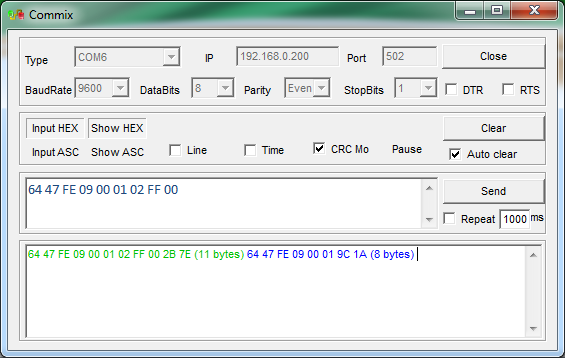 Commix
Type COM6 IP 192.168.0.200 Port 502 Close
BaudRate 9600 DataBits 8 Parity Even StopBits 1 DTR RTS
Input HEX Show HEX Clear
Input ASC Show ASC Line Time CRC Mo Pause Auto clear
64 47 FE 09 00 01 02 FF 00 Send
Repeat 1000 ms
64 47 FE 09 00 01 02 FF 00 2B 7E (11 bytes) 64 47 FE 09 00 01 9C 1A (8 bytes)